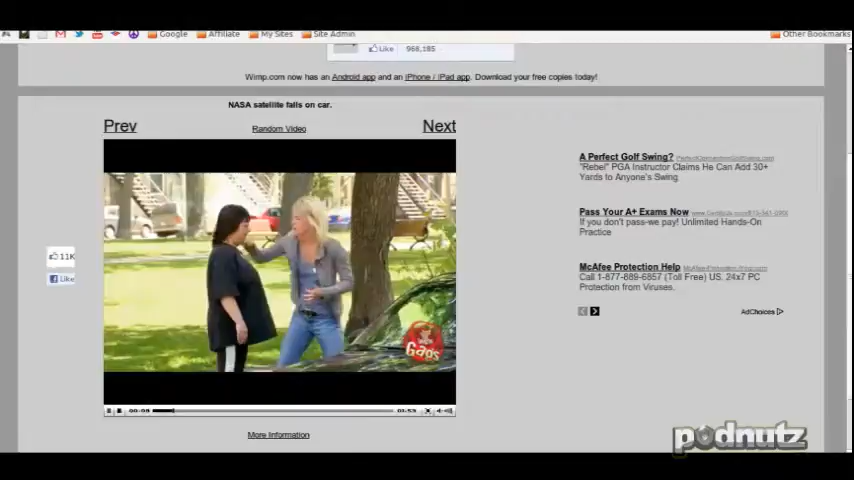 Google Affiliate My Sites Site Admin Other Bookmarks
Like 968,185
Wimp.com now has an Android app and an iPhone / iPad app. Download your free copies today!
NASA satellite falls on car.
Prev Random Video Next
11K
Like
Gags
01:53
More Information
A Perfect Golf Swing?
"Rebel" PGA Instructor Claims He Can Add 30+
Yards to Anyone's Swing
Pass Your A+ Exams Now
If you don't pass-we pay! Unlimited Hands-On
Practice
McAfee Protection Help
Call 1-877-889-6857 (Toll Free) US. 24x7 PC
Protection from Viruses.
AdChoices
podnutz